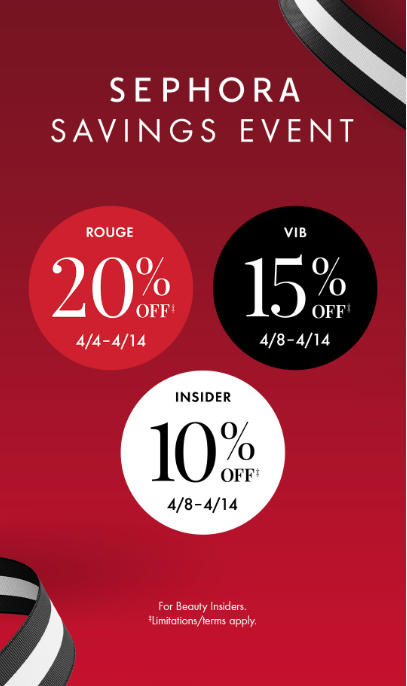 SEPHORA
SAVINGS EVENT
ROUGE
20% OFF‡
4/4–4/14
VIB
15% OFF‡
4/8–4/14
INSIDER
10% OFF‡
4/8–4/14
For Beauty Insiders.
‡Limitations/terms apply.